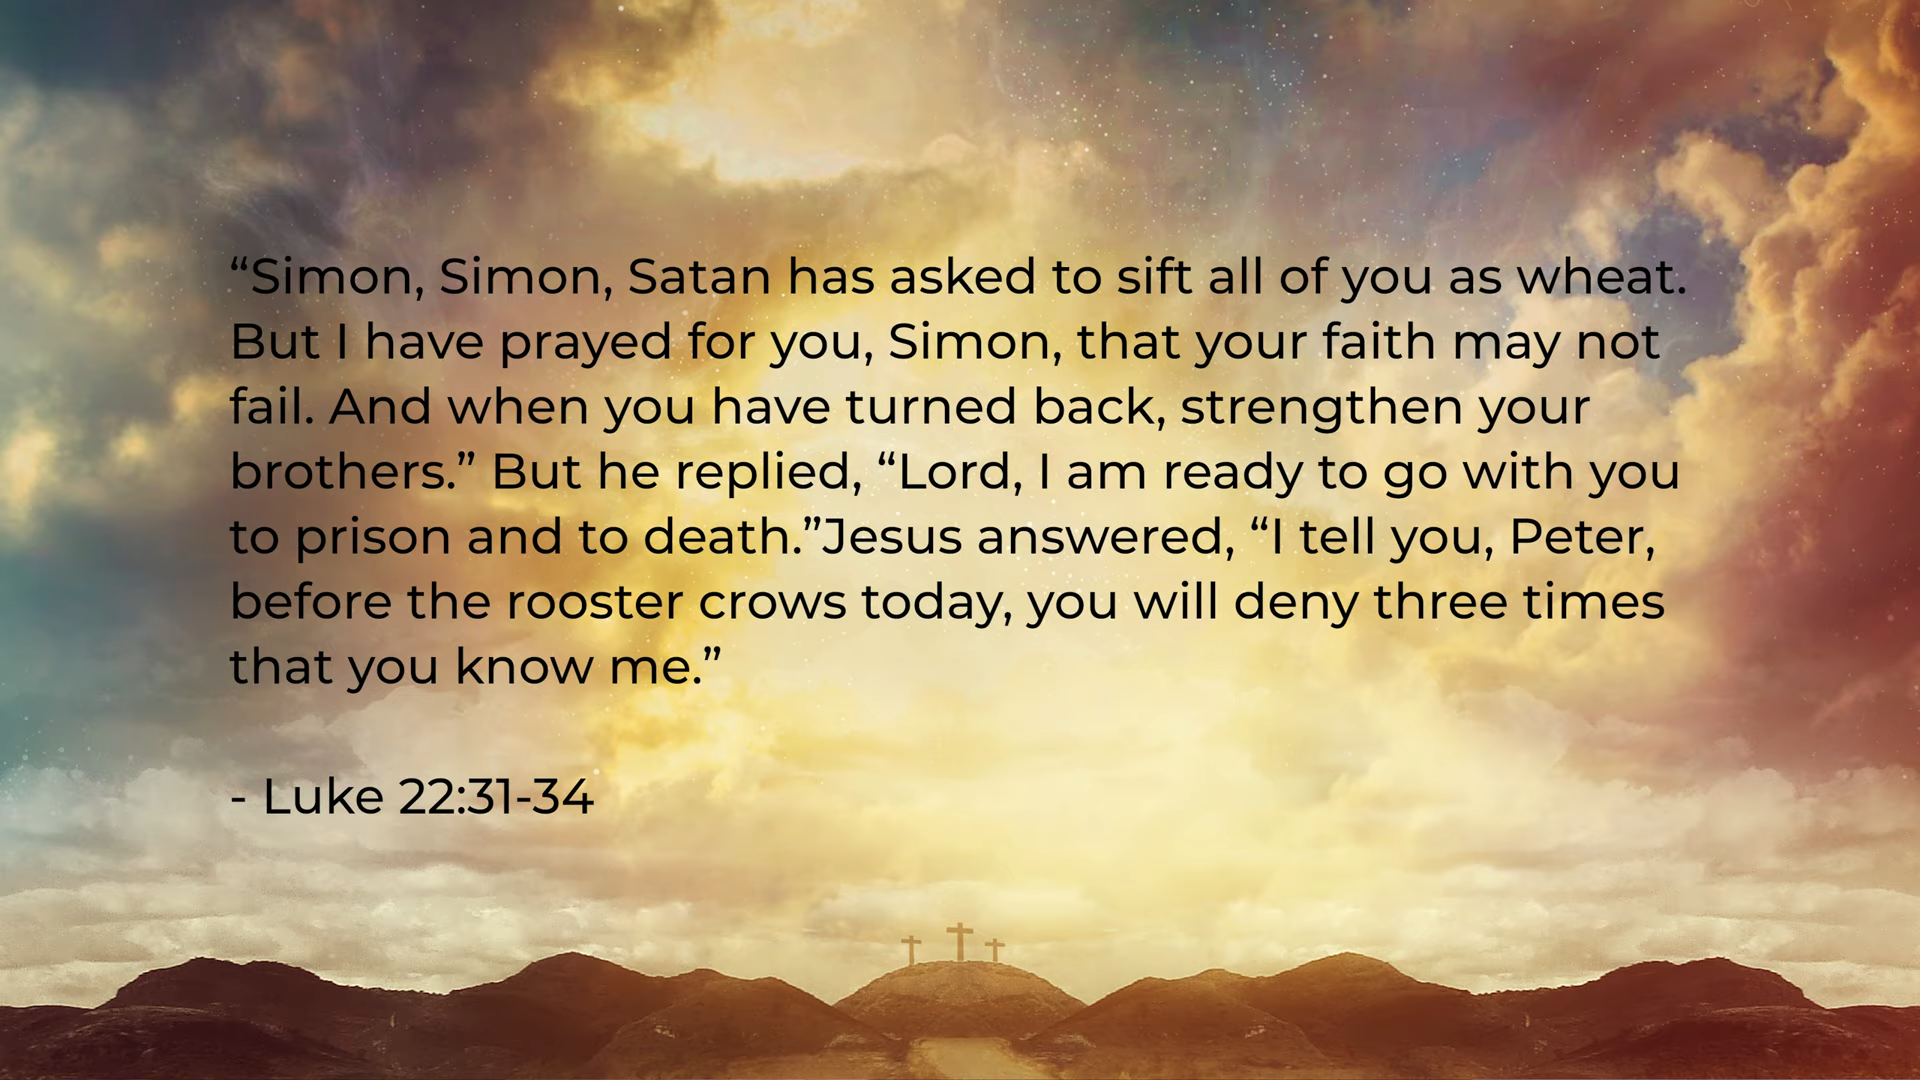 “Simon, Simon, Satan has asked to sift all of you as wheat.
But I have prayed for you, Simon, that your faith may not
fail. And when you have turned back, strengthen your
brothers.” But he replied, “Lord, I am ready to go with you
to prison and to death.”Jesus answered, “I tell you, Peter,
before the rooster crows today, you will deny three times
that you know me.”
- Luke 22:31-34